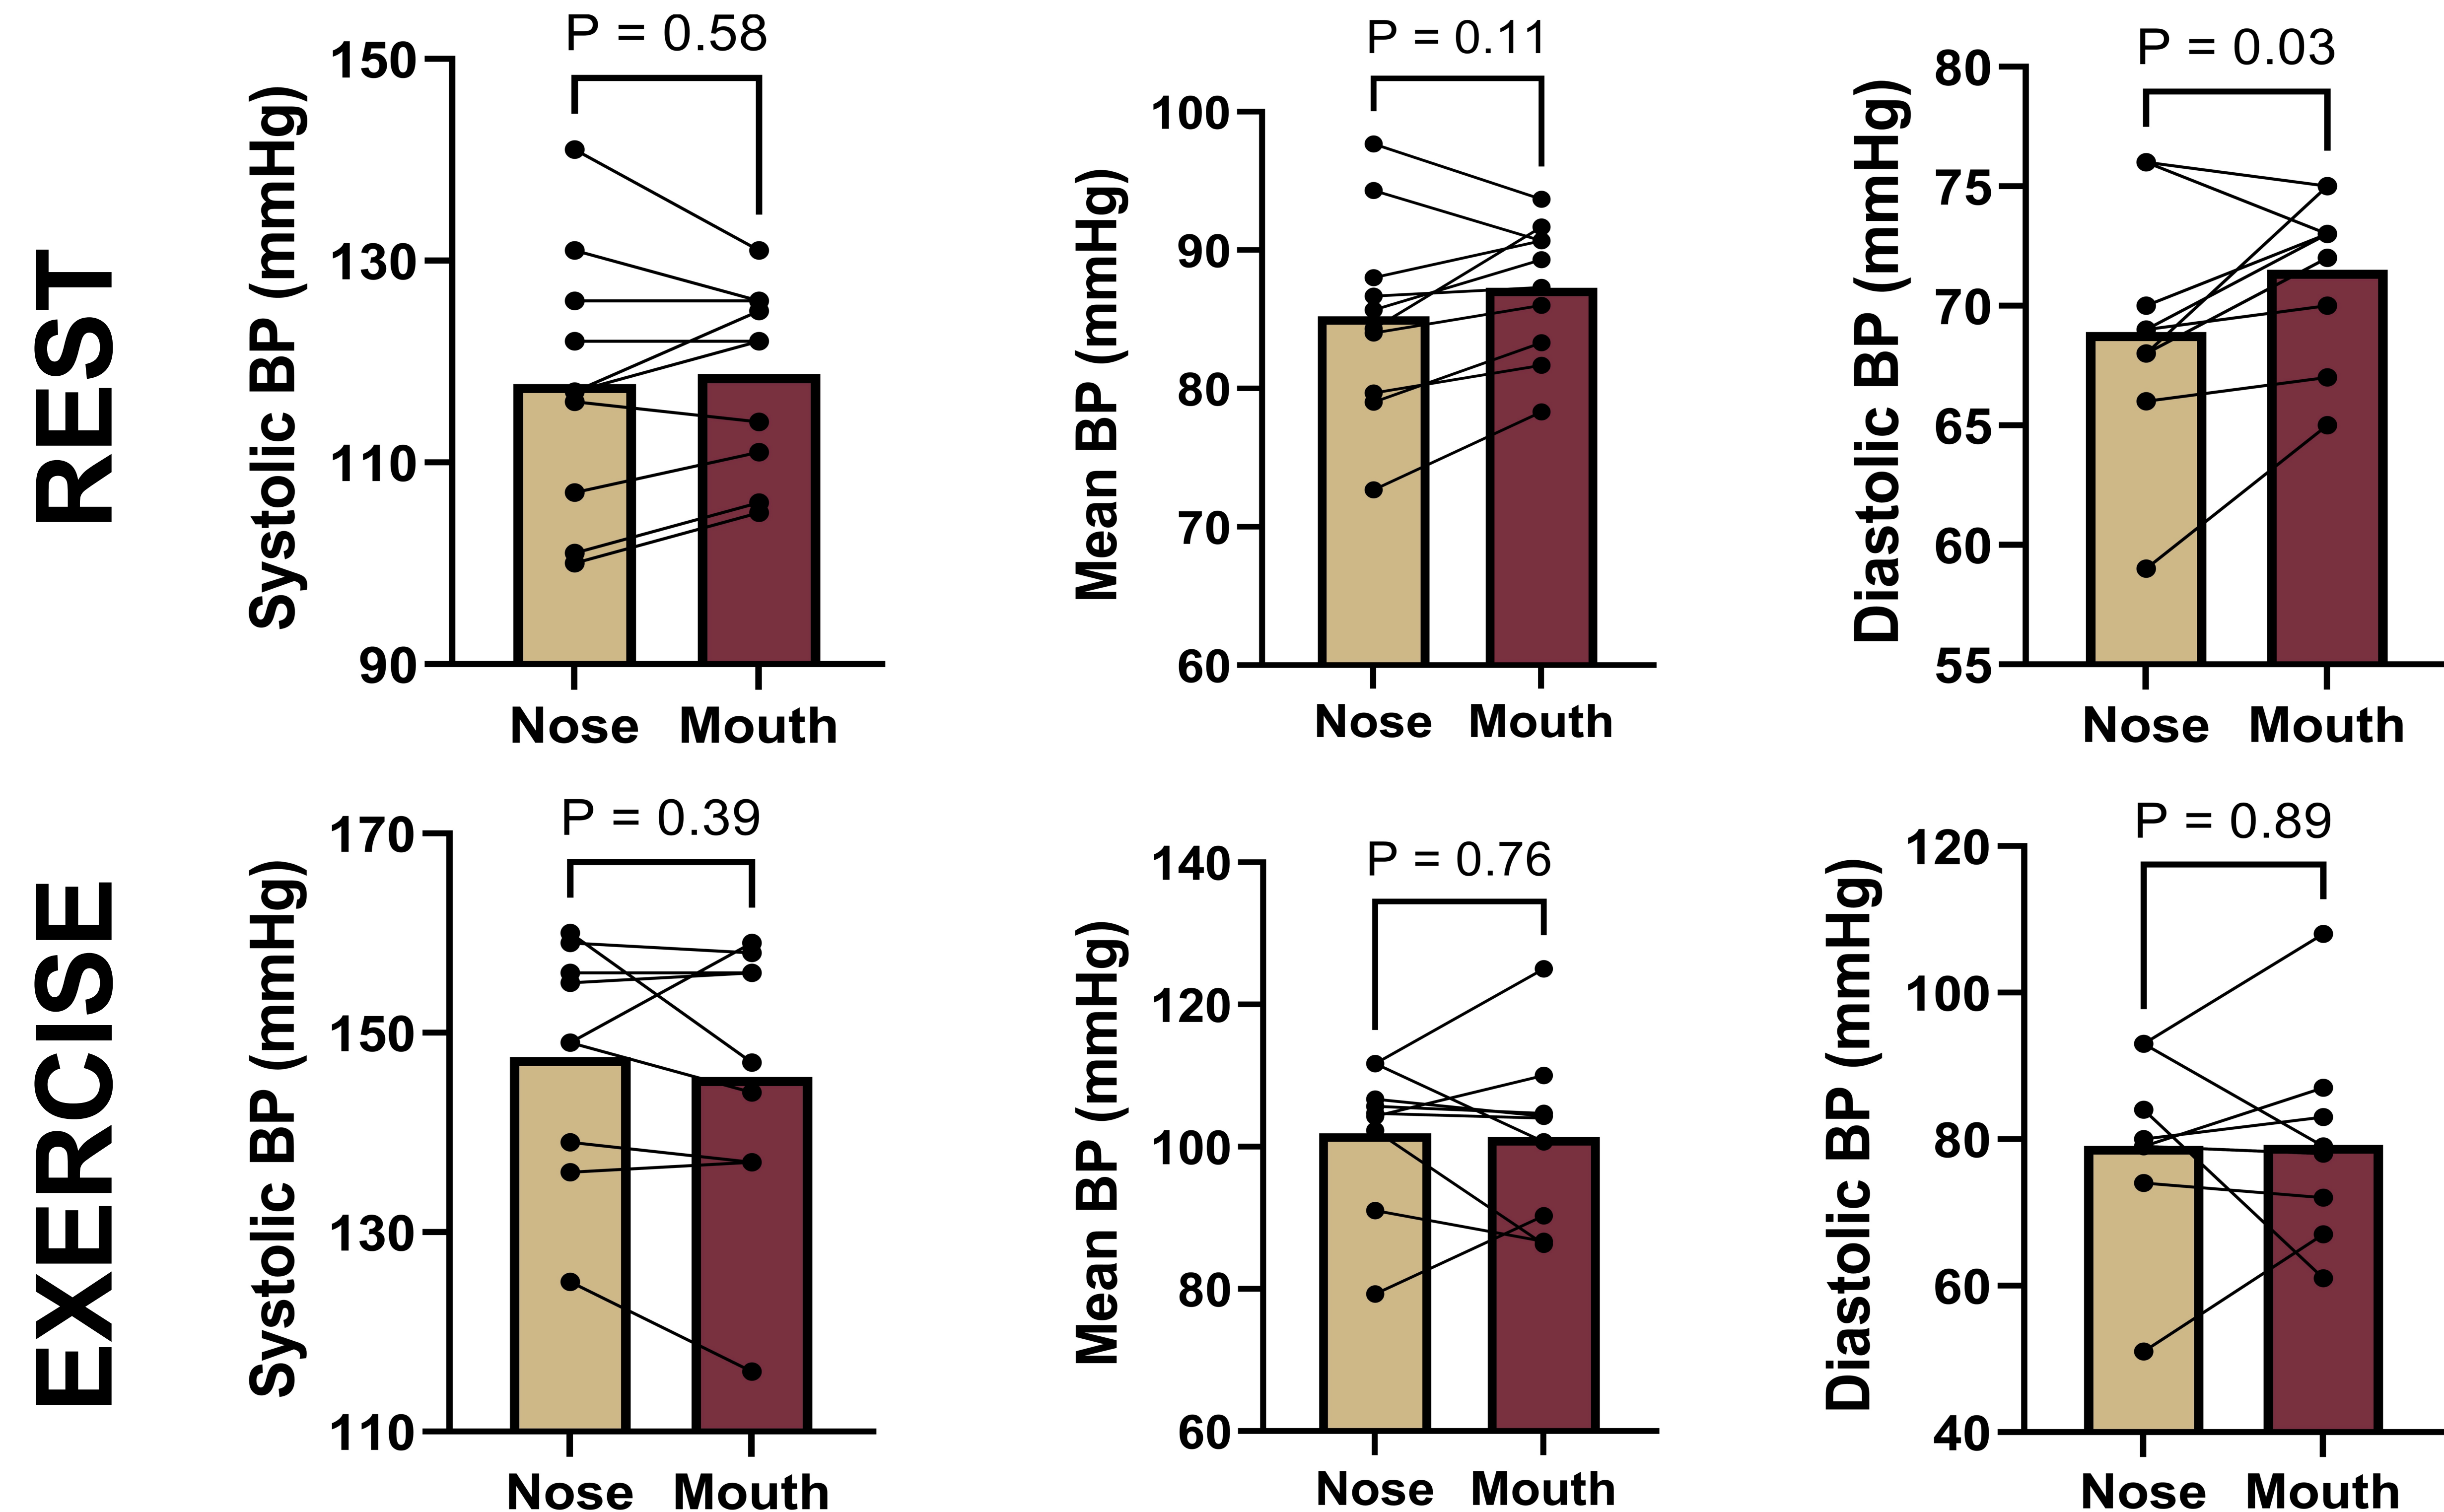 REST
P = 0.58
Systolic BP (mmHg)
150
130
110
90
Nose Mouth
P = 0.11
Mean BP (mmHg)
100
90
80
70
60
Nose Mouth
P = 0.03
Diastolic BP (mmHg)
80
75
70
65
60
55
Nose Mouth
EXERCISE
P = 0.39
Systolic BP (mmHg)
170
150
130
110
Nose Mouth
P = 0.76
Mean BP (mmHg)
140
120
100
80
60
Nose Mouth
P = 0.89
Diastolic BP (mmHg)
120
100
80
60
40
Nose Mouth